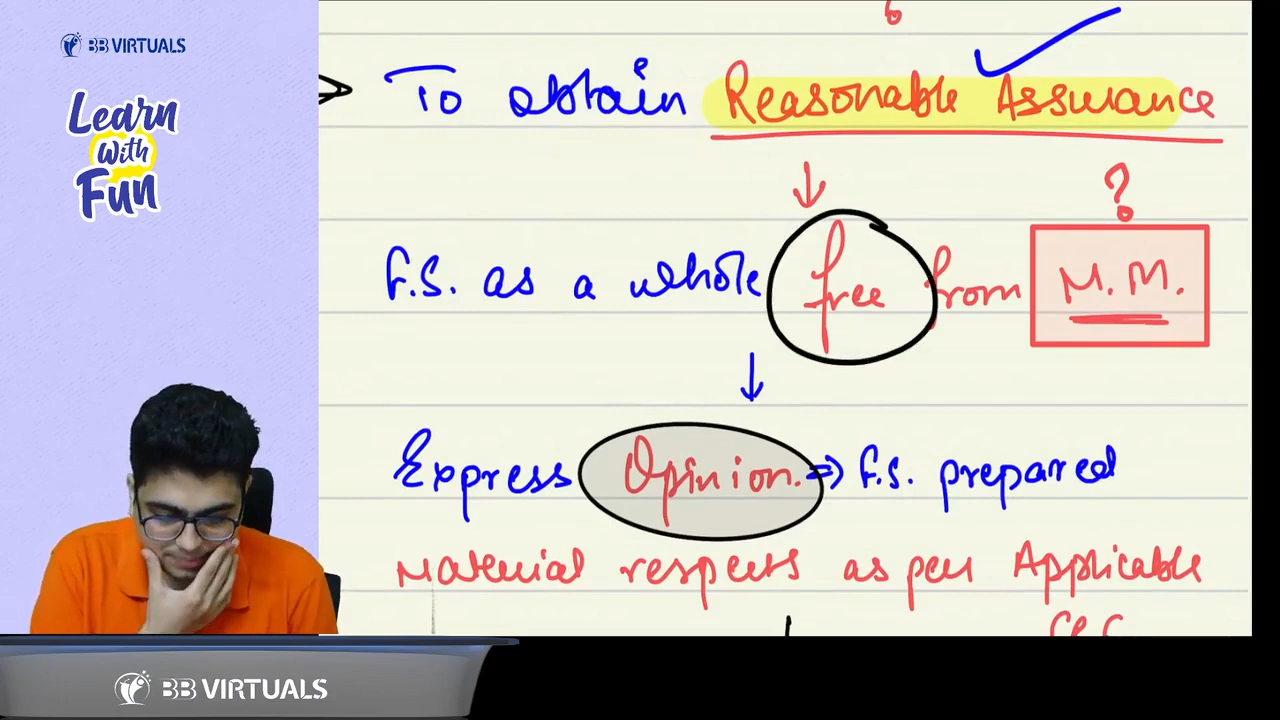 BB VIRTUALS
Learn
With
Fun
To obtain Reasonable Assurance
?
F.S. as a whole free from M.M.
Express Opinion. => F.S. prepared
Material respects as per Applicable
BB VIRTUALS